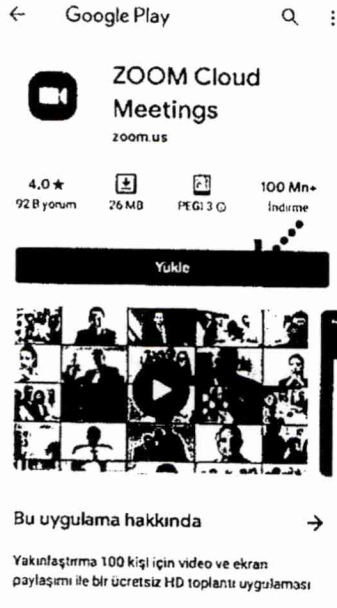 Google Play
ZOOM Cloud
Meetings
zoom.us
4.0★
92 B yorum
26 MB
PEGI 3
100 Mn+
İndirme
Yükle
Bu uygulama hakkında
Yakınlaştırma 100 kişi için video ve ekran
paylaşımı ile bir ücretsiz HD toplantı uygulaması